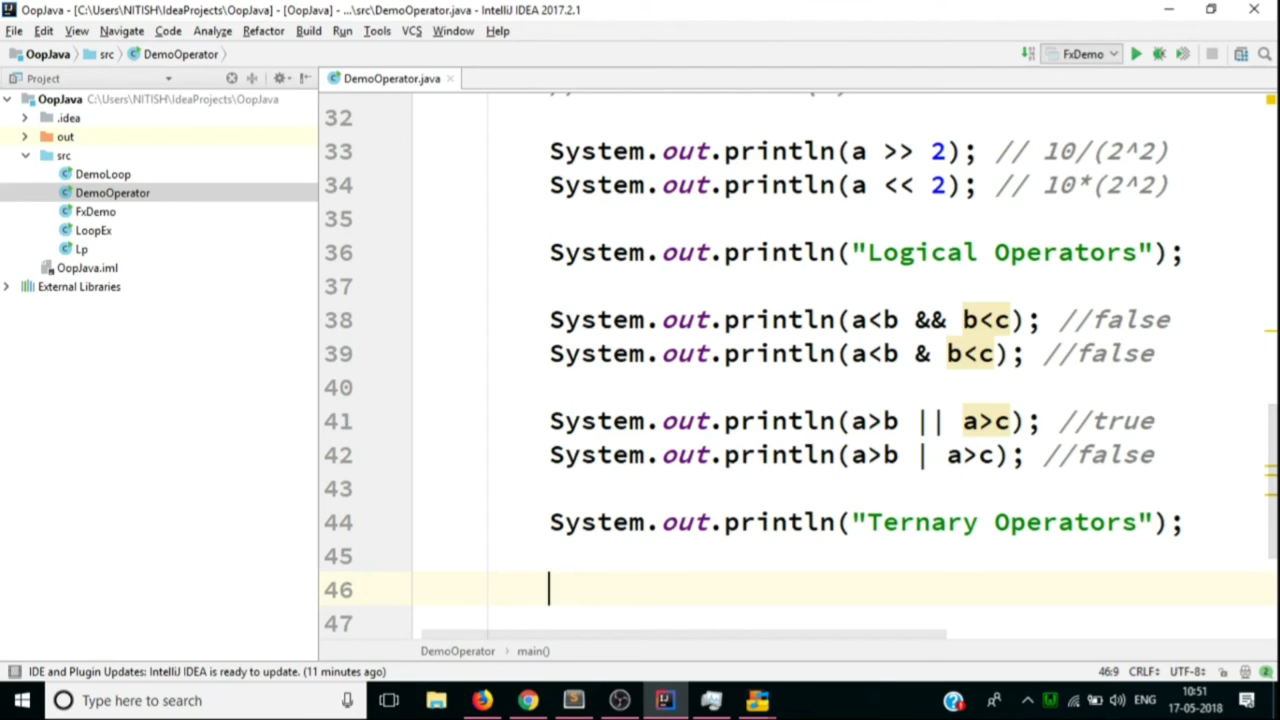 OopJava - [C:\Users\NITISH\IdeaProjects\OopJava] - [OopJava] - ...\src\DemoOperator.java - IntelliJ IDEA 2017.2.1
File Edit View Navigate Code Analyze Refactor Build Run Tools VCS Window Help
OopJava src DemoOperator FxDemo
Project
DemoOperator.java
OopJava C:\Users\NITISH\IdeaProjects\OopJava
.idea
out
src
DemoLoop
DemoOperator
FxDemo
LoopEx
Lp
OopJava.iml
External Libraries
32
33 System.out.println(a >> 2); // 10/(2^2)
34 System.out.println(a << 2); // 10*(2^2)
35
36 System.out.println("Logical Operators");
37
38 System.out.println(a<b && b<c); //false
39 System.out.println(a<b & b<c); //false
40
41 System.out.println(a>b || a>c); //true
42 System.out.println(a>b | a>c); //false
43
44 System.out.println("Ternary Operators");
45
46
47
DemoOperator main()
IDE and Plugin Updates: IntelliJ IDEA is ready to update. (11 minutes ago) 46:9 CRLF: UTF-8:
Type here to search ENG 10:51
17-05-2018